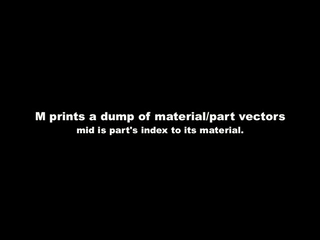 M prints a dump of material/part vectors
mid is part's index to its material.